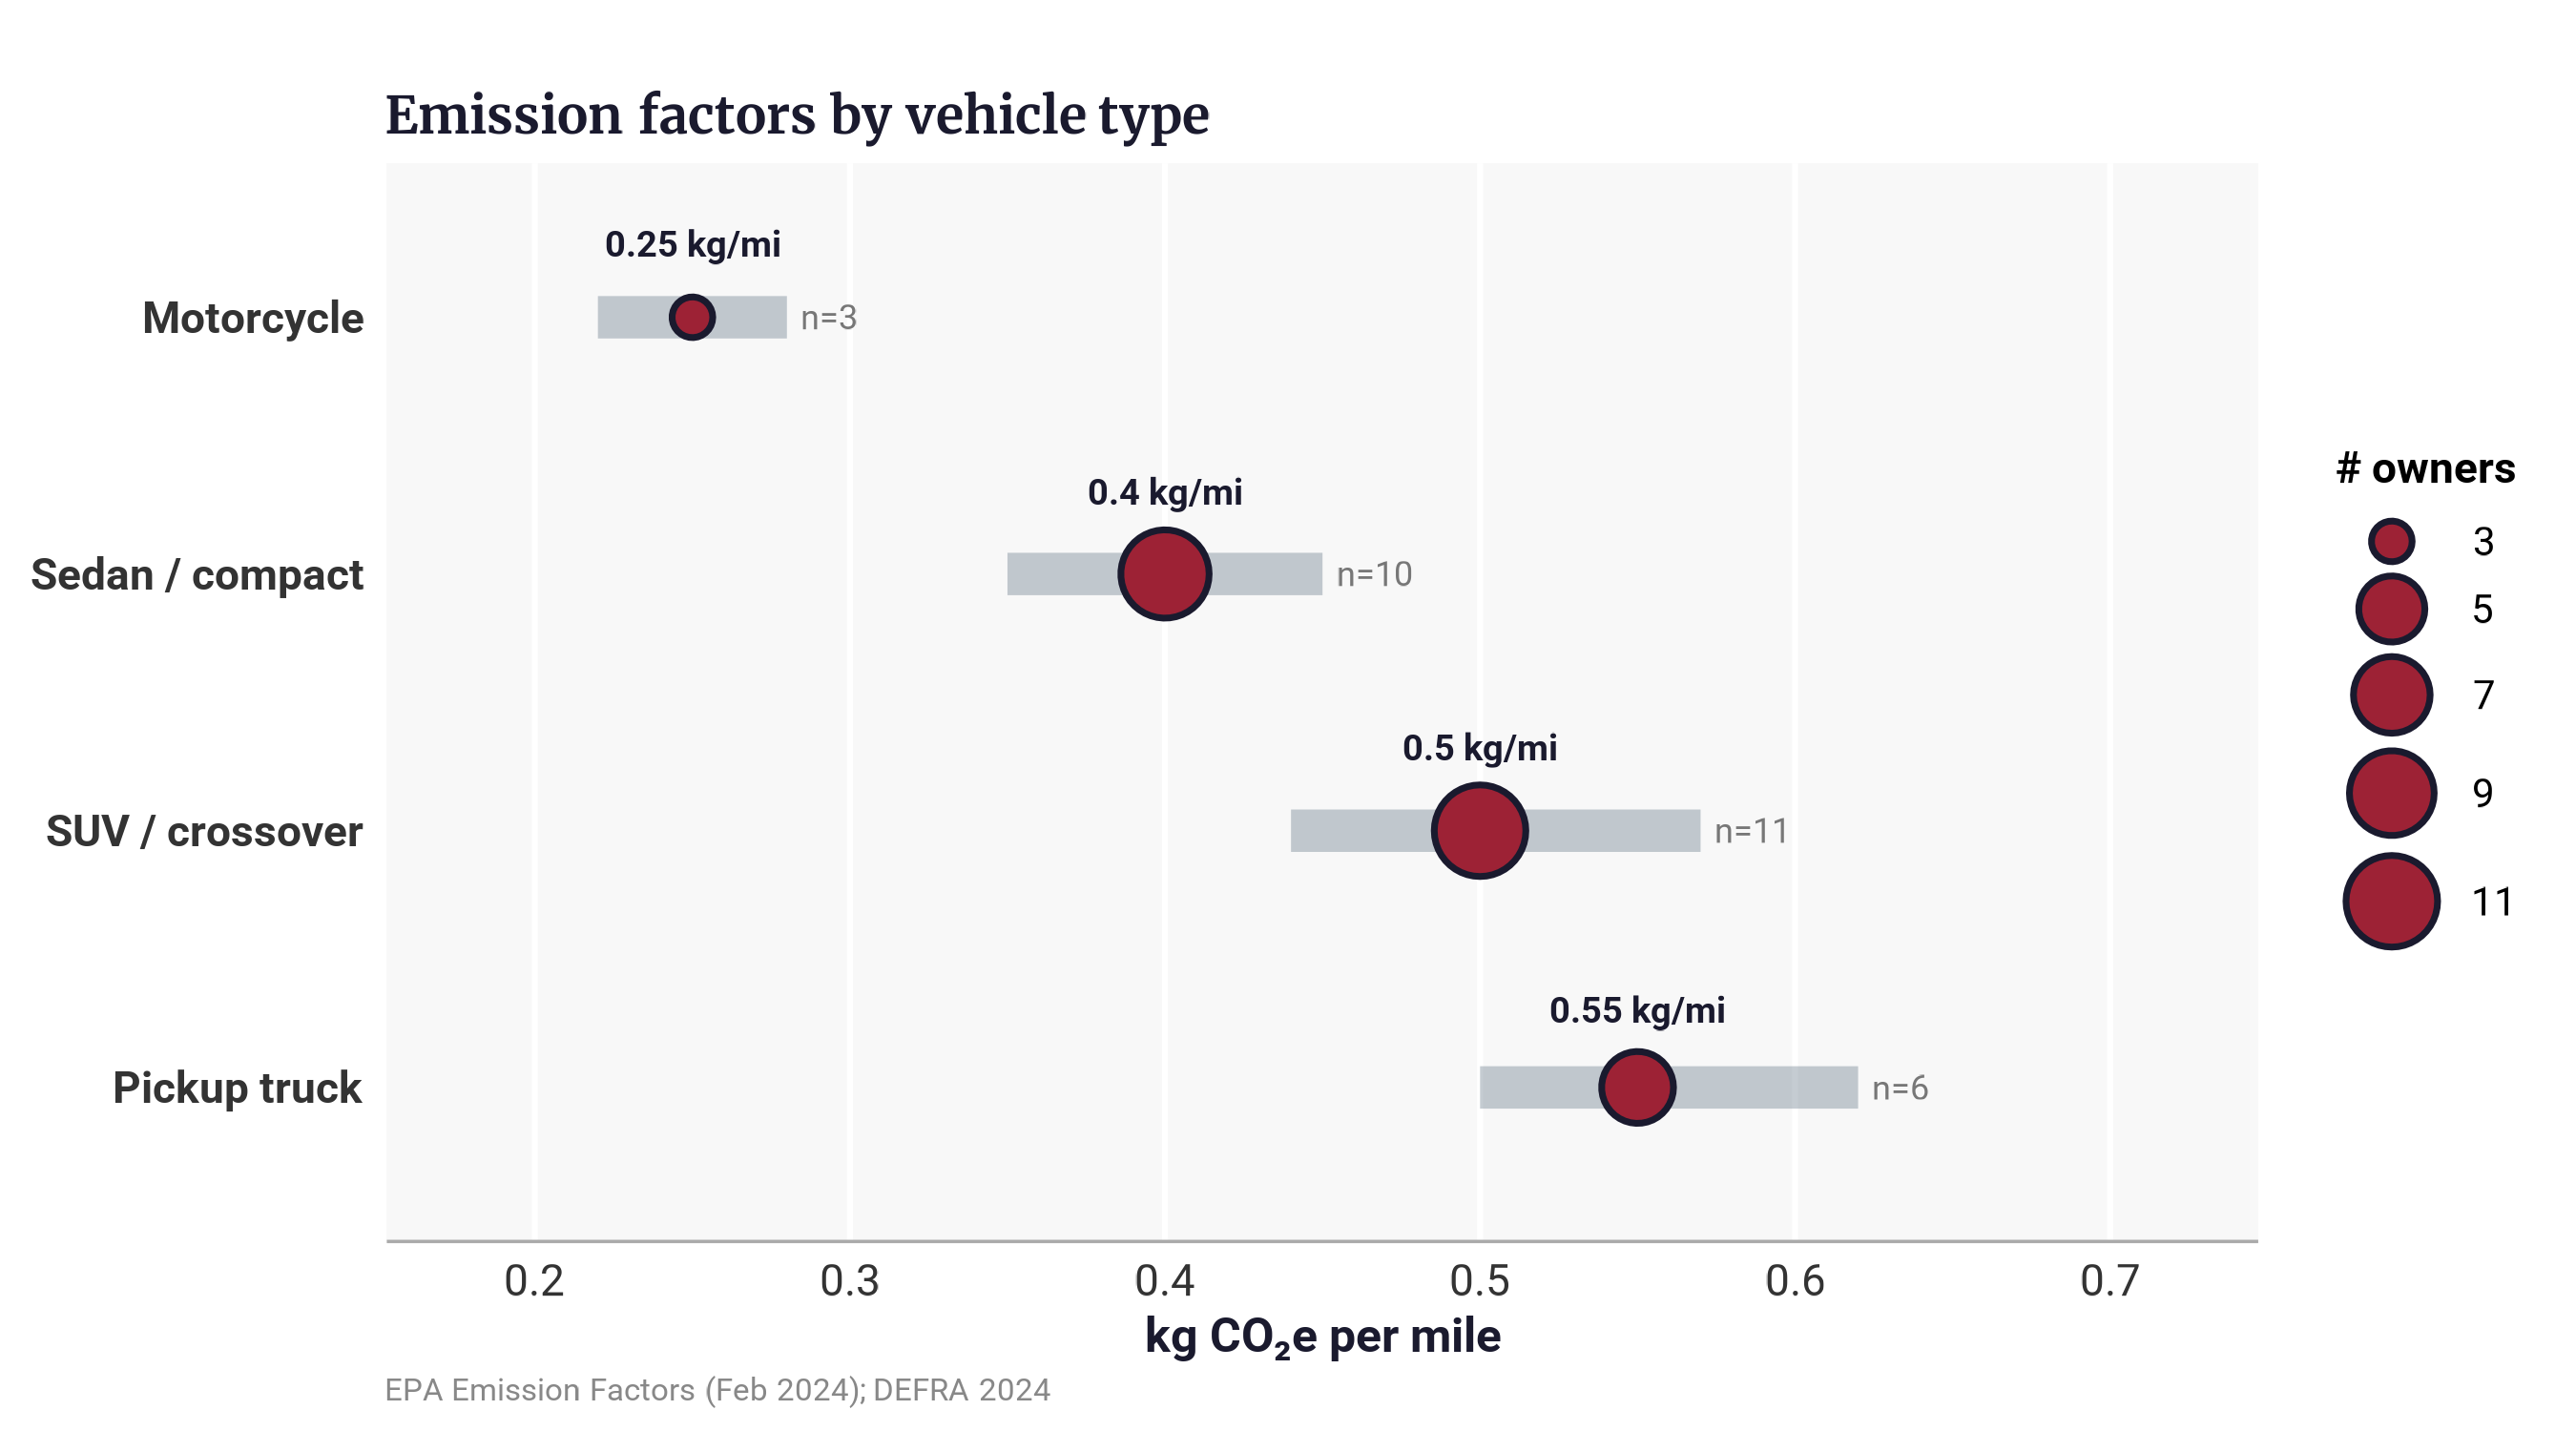 Emission factors by vehicle type
0.25 kg/mi
Motorcycle
n=3
0.4 kg/mi
Sedan / compact
n=10
0.5 kg/mi
SUV / crossover
n=11
0.55 kg/mi
Pickup truck
n=6
0.2 0.3 0.4 0.5 0.6 0.7
kg CO₂e per mile
EPA Emission Factors (Feb 2024); DEFRA 2024
# owners
3
5
7
9
11